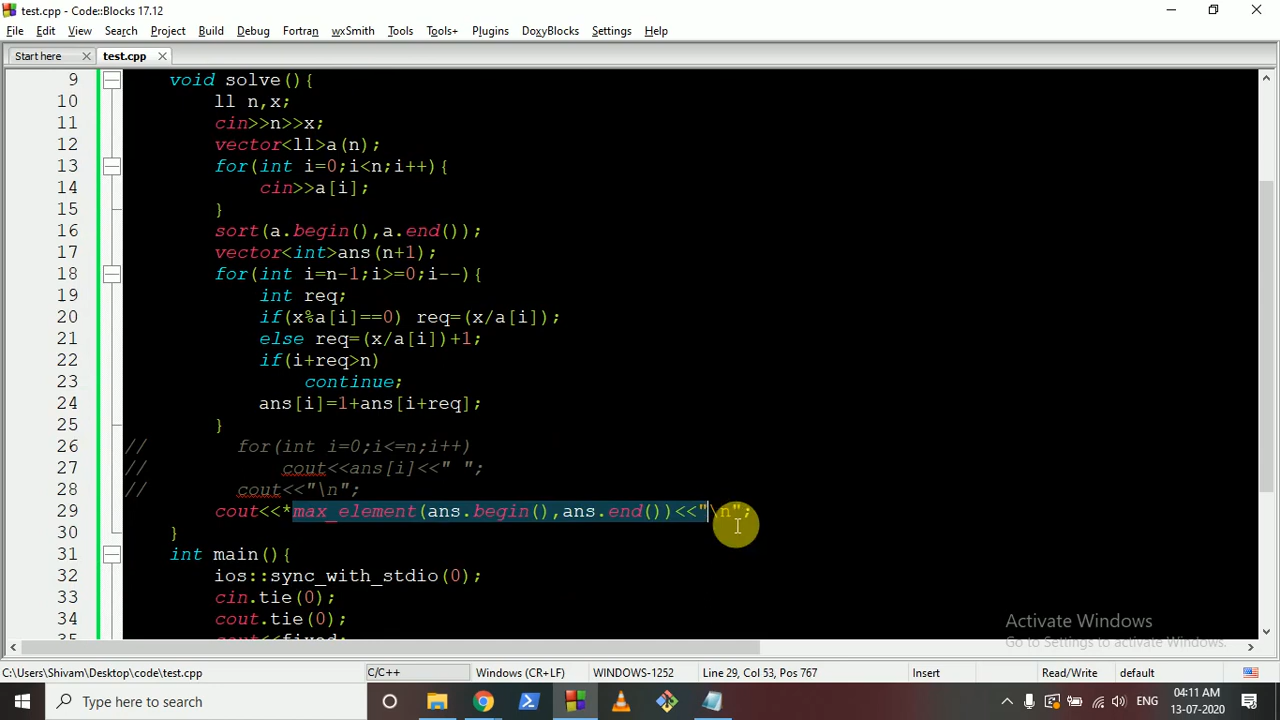 test.cpp - Code::Blocks 17.12
File Edit View Search Project Build Debug Fortran wxSmith Tools Tools+ Plugins DoxyBlocks Settings Help
Start here test.cpp
9 void solve(){
10 ll n,x;
11 cin>>n>>x;
12 vector<ll>a(n);
13 for(int i=0;i<n;i++){
14 cin>>a[i];
15 }
16 sort(a.begin(),a.end());
17 vector<int>ans(n+1);
18 for(int i=n-1;i>=0;i--){
19 int req;
20 if(x%a[i]==0) req=(x/a[i]);
21 else req=(x/a[i])+1;
22 if(i+req>n)
23 continue;
24 ans[i]=1+ans[i+req];
25 }
26 // for(int i=0;i<=n;i++)
27 // cout<<ans[i]<<" ";
28 // cout<<"\n";
29 cout<<*max_element(ans.begin(),ans.end())<<"\n";
30 }
31 int main(){
32 ios::sync_with_stdio(0);
33 cin.tie(0);
34 cout.tie(0);
35 cout<<fixed;
Activate Windows
Go to Settings to activate Windows.
C:\Users\Shivam\Desktop\code\test.cpp C/C++ Windows (CR+LF) WINDOWS-1252 Line 29, Col 53, Pos 767 Insert Read/Write default
Type here to search
ENG
04:11 AM
13-07-2020